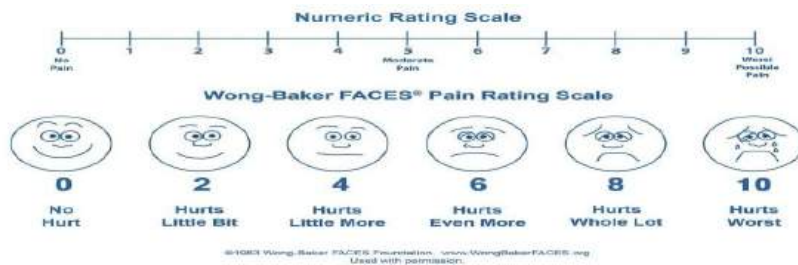 Numeric Rating Scale
0 1 2 3 4 5 6 7 8 9 10
No Pain Moderate Pain Worst Possible Pain
Wong-Baker FACES® Pain Rating Scale
0 2 4 6 8 10
No Hurts Hurts Hurts Hurts Hurts
Hurt Little Bit Little More Even More Whole Lot Worst
©1983 Wong-Baker FACES Foundation. www.WongBakerFACES.org
Used with permission.